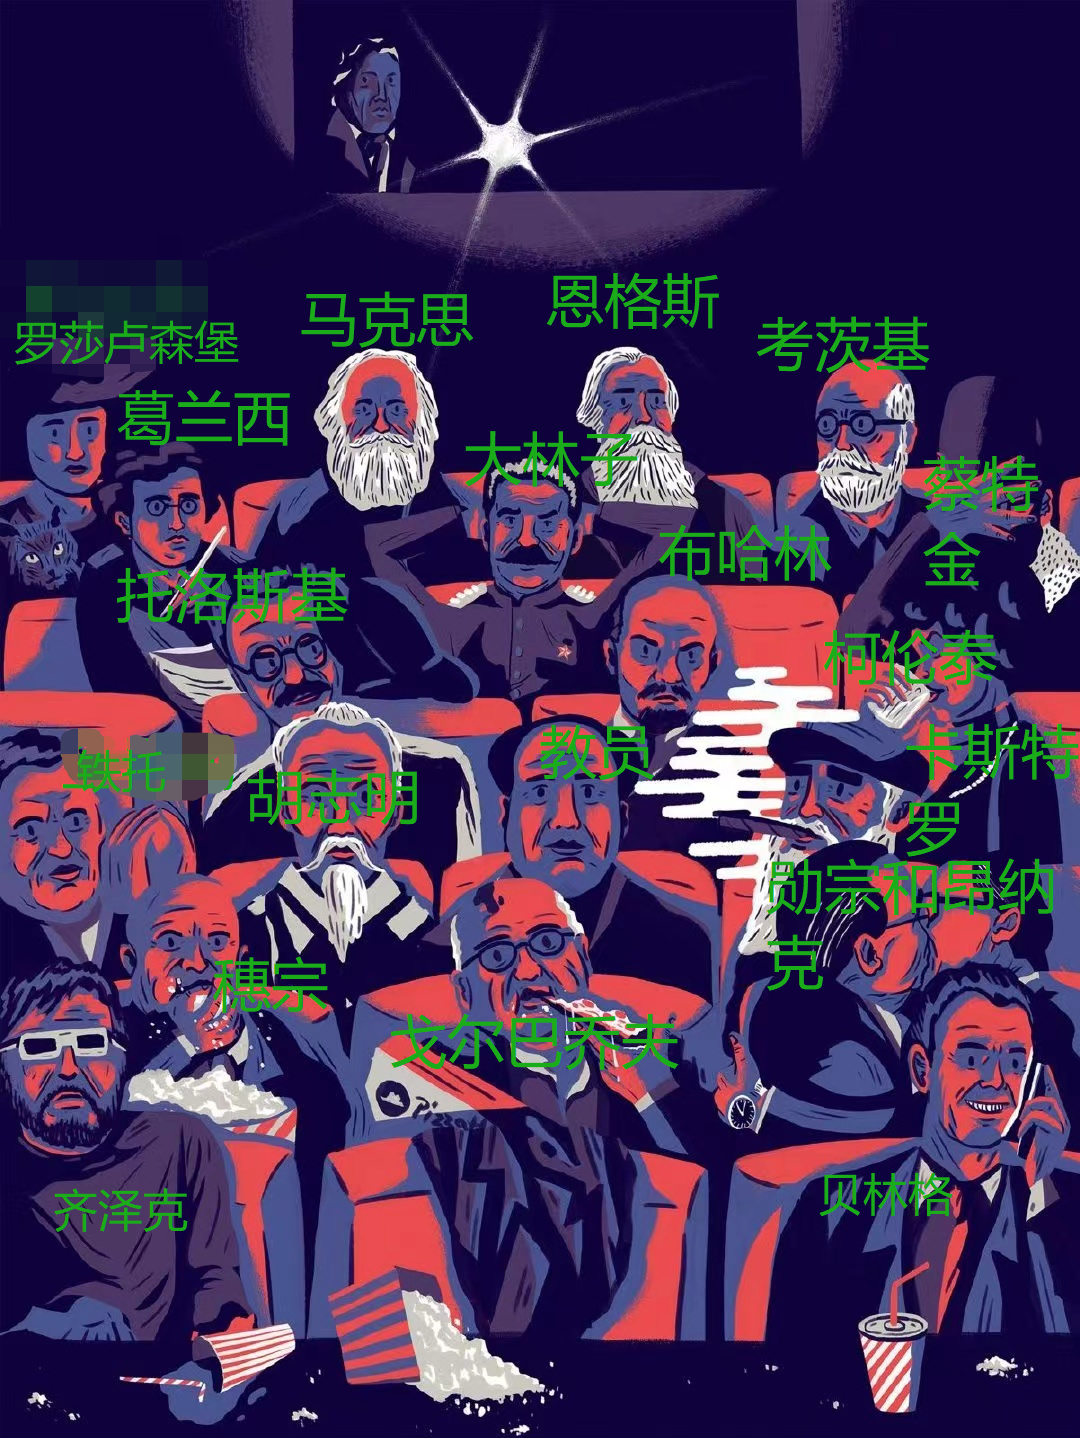 恩格斯
马克思
罗莎卢森堡
考茨基
葛兰西
大林子
蔡特
金
布哈林
托洛斯基
柯伦泰
教员
卡斯特
罗
铁托
胡志明
勋宗和昂纳
克
穗宗
戈尔巴乔夫
齐泽克
贝林格